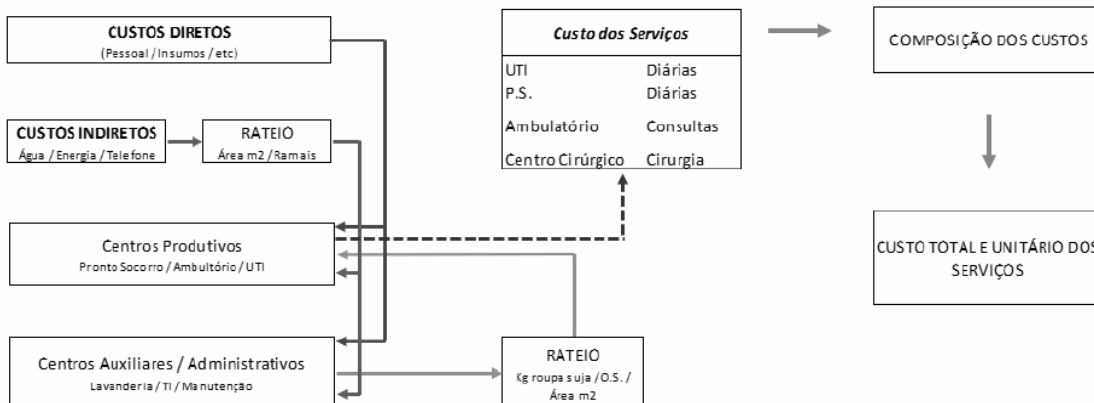 CUSTOS DIRETOS
(Pessoal / Insumos / etc)
CUSTOS INDIRETOS
Água / Energia / Telefone
RATEIO
Área m2 / Ramais
Centros Produtivos
Pronto Socorro / Ambultório / UTI
Centros Auxiliares / Administrativos
Lavanderia / TI / Manutenção
RATEIO
Kg roupa suja / O.S. /
Área m2
Custo dos Serviços
UTI Diárias
P.S. Diárias
Ambulatório Consultas
Centro Cirúrgico Cirurgia
COMPOSIÇÃO DOS CUSTOS
CUSTO TOTAL E UNITÁRIO DOS
SERVIÇOS